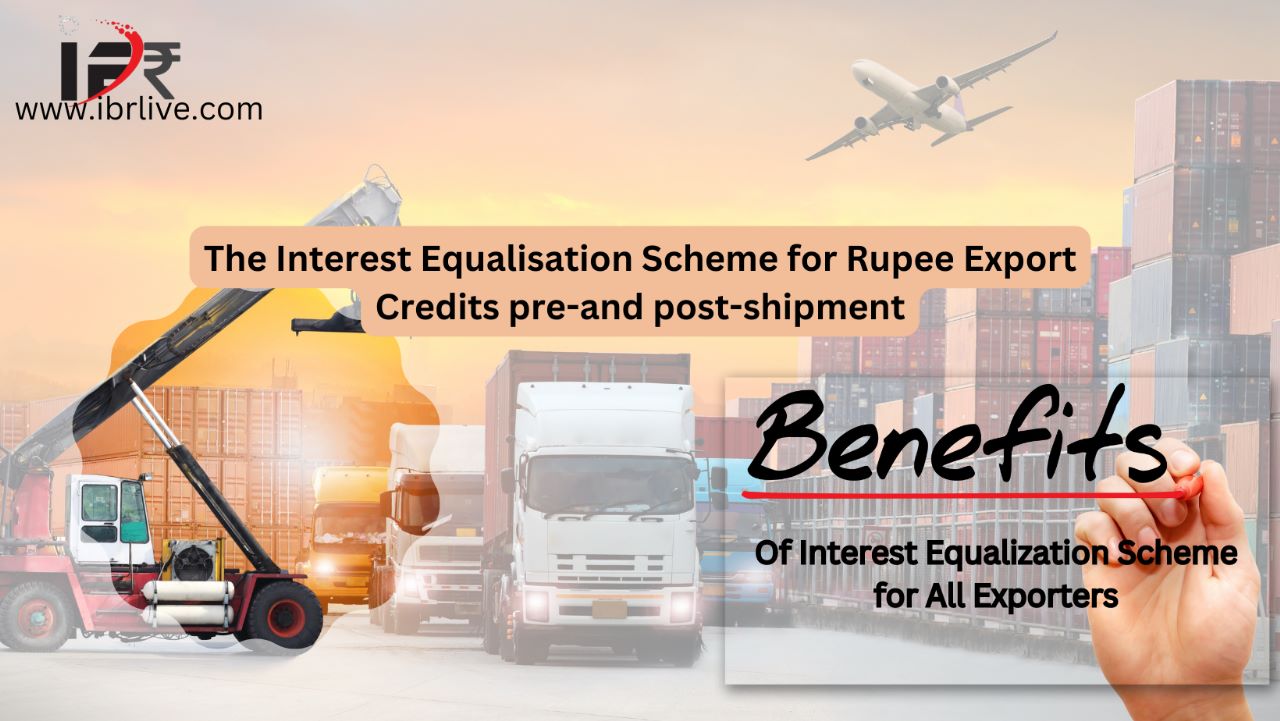 IBR
www.ibrlive.com
The Interest Equalisation Scheme for Rupee Export
Credits pre-and post-shipment
Benefits
Of Interest Equalization Scheme
for All Exporters